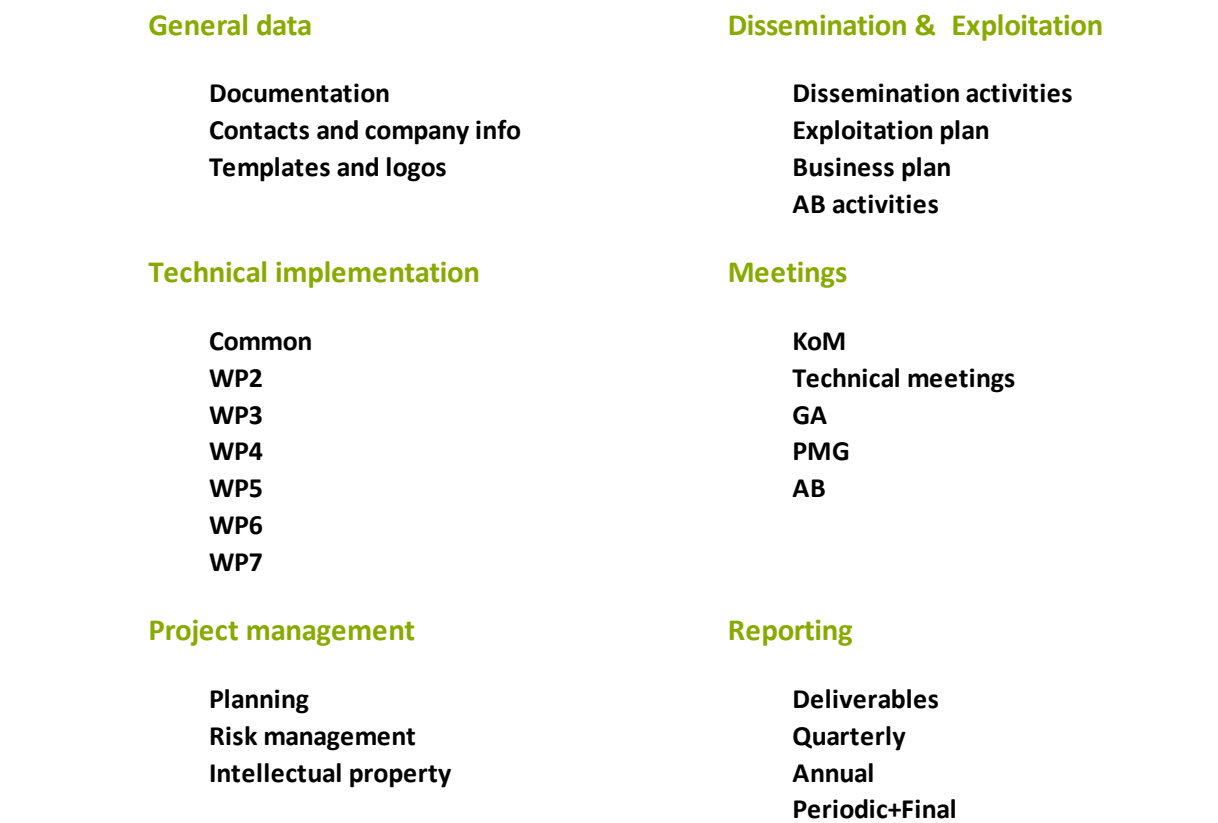 General data
Documentation
Contacts and company info
Templates and logos
Dissemination &  Exploitation
Dissemination activities
Exploitation plan
Business plan
AB activities
Technical implementation
Common
WP2
WP3
WP4
WP5
WP6
WP7
Meetings
KoM
Technical meetings
GA
PMG
AB
Project management
Planning
Risk management
Intellectual property
Reporting
Deliverables
Quarterly
Annual
Periodic+Final